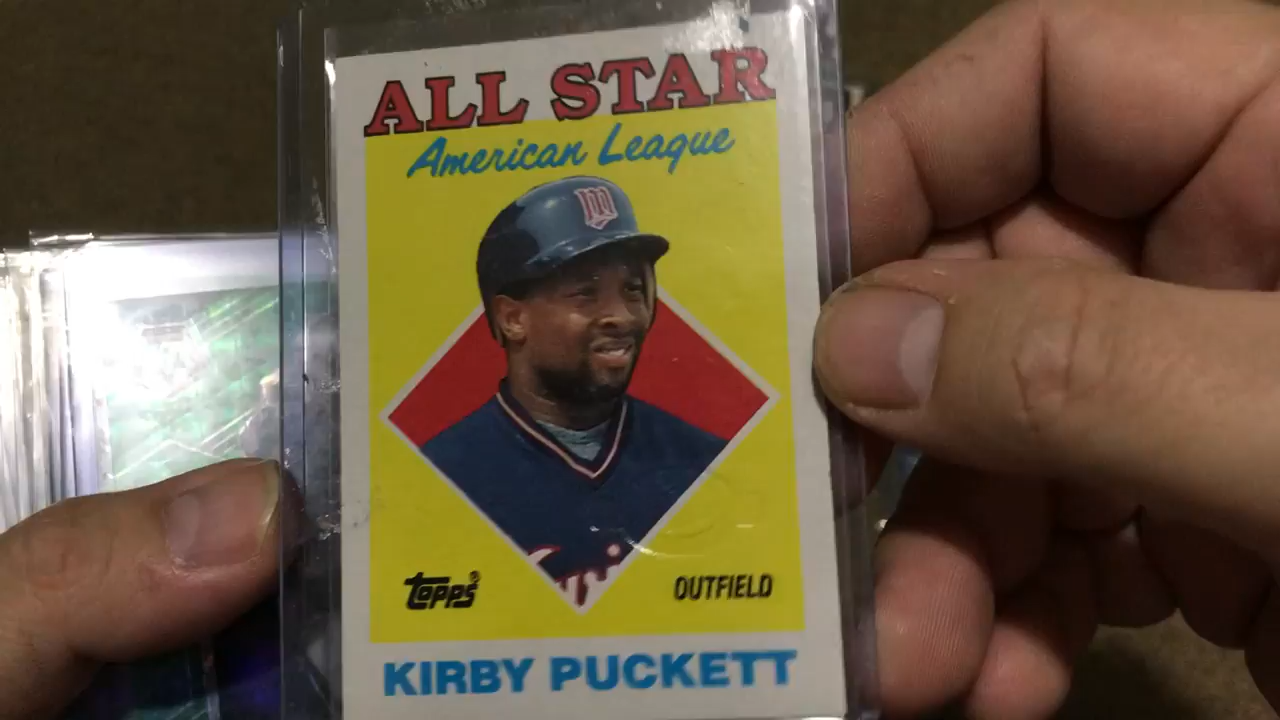 ALL STAR
American League
M
topps®
OUTFIELD
KIRBY PUCKETT